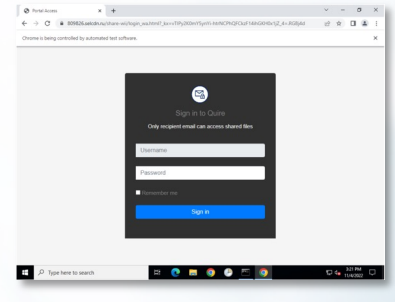 Portal Access
Chrome is being controlled by automated test software.
Sign in to Quire
Only recipient email can access shared files
Username
Password
Remember me
Sign in
Type here to search
3:21 PM
11/4/2022